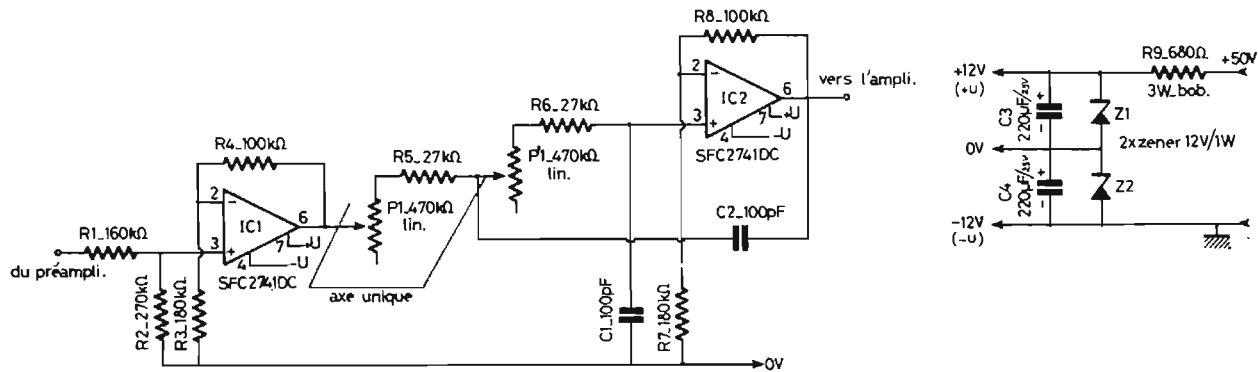 R8_100kΩ
2
-
IC2
6
3
+
7
+U
4
-U
SFC2741DC
vers l'ampli.
R6_27kΩ
P'1_470kΩ
lin.
R4_100kΩ
R5_27kΩ
2
-
IC1
6
3
+
7
+U
4
-U
SFC2741DC
P1_470kΩ
lin.
C2_100pF
R1_160kΩ
du préampli.
axe unique
R2_270kΩ
R3_180kΩ
C1_100pF
R7_180kΩ
0V
R9_680Ω
+50V
3W_bob.
+12V
(+U)
+
C3
220µF/25V
-
Z1
0V
2xzener 12V/1W
+
C4
220µF/25V
-
Z2
-12V
(-U)